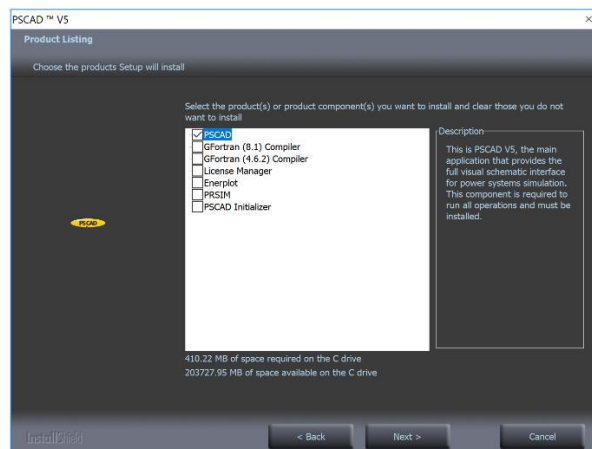 PSCAD ™ V5
Product Listing
Choose the products Setup will install
Select the product(s) or product component(s) you want to install and clear those you do not
want to install
PSCAD
GFortran (8.1) Compiler
GFortran (4.6.2) Compiler
License Manager
Enerplot
PRSIM
PSCAD Initializer
Description
This is PSCAD V5, the main
application that provides the
full visual schematic interface
for power systems simulation.
This component is required to
run all operations and must be
installed.
PSCAD
410.22 MB of space required on the C drive
203727.95 MB of space available on the C drive
InstallShield
< Back
Next >
Cancel